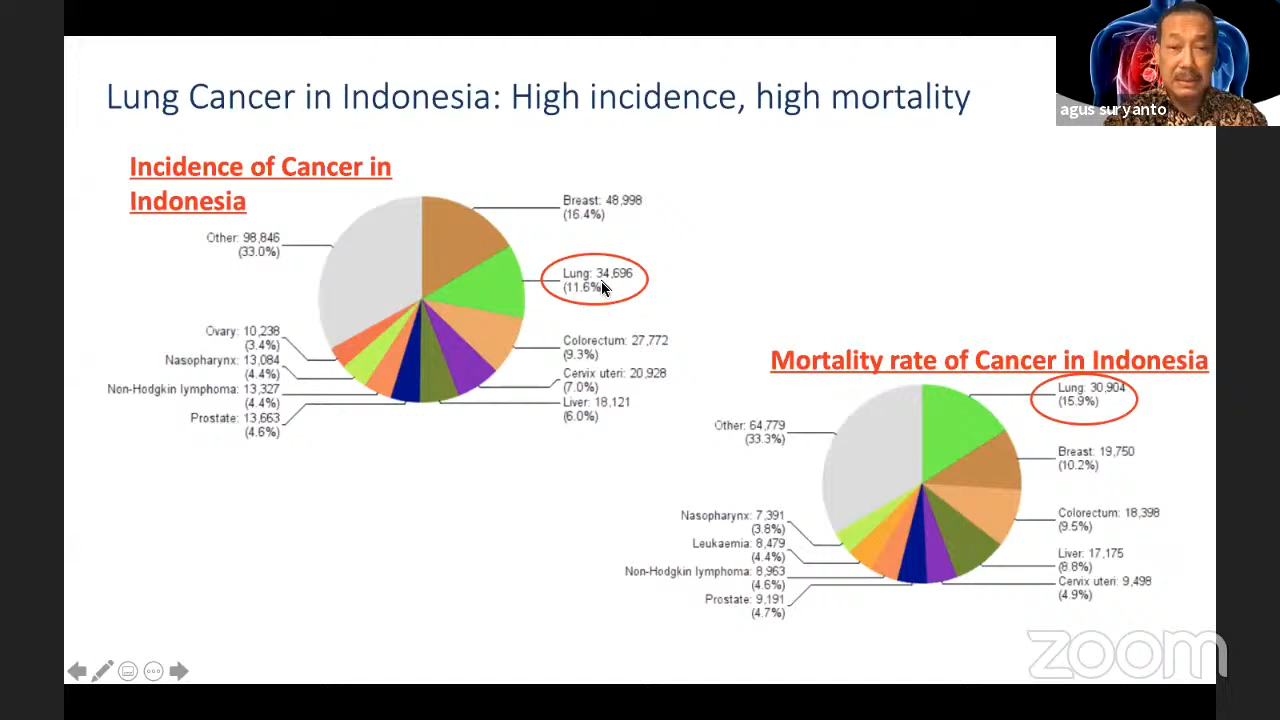 Lung Cancer in Indonesia: High incidence, high mortality
agus suryanto
Incidence of Cancer in
Indonesia
Breast: 48,998
(16.4%)
Lung: 34,696
(11.6%)
Colorectum: 27,772
(9.3%)
Cervix uteri: 20,928
(7.0%)
Liver: 18,121
(6.0%)
Other: 98,846
(33.0%)
Ovary: 10,238
(3.4%)
Nasopharynx: 13,084
(4.4%)
Non-Hodgkin lymphoma: 13,327
(4.4%)
Prostate: 13,663
(4.6%)
Mortality rate of Cancer in Indonesia
Lung: 30,904
(15.9%)
Breast: 19,750
(10.2%)
Colorectum: 18,398
(9.5%)
Liver: 17,175
(8.8%)
Cervix uteri: 9,498
(4.9%)
Other: 64,779
(33.3%)
Nasopharynx: 7,391
(3.8%)
Leukaemia: 8,479
(4.4%)
Non-Hodgkin lymphoma: 8,963
(4.6%)
Prostate: 9,191
(4.7%)
zoom